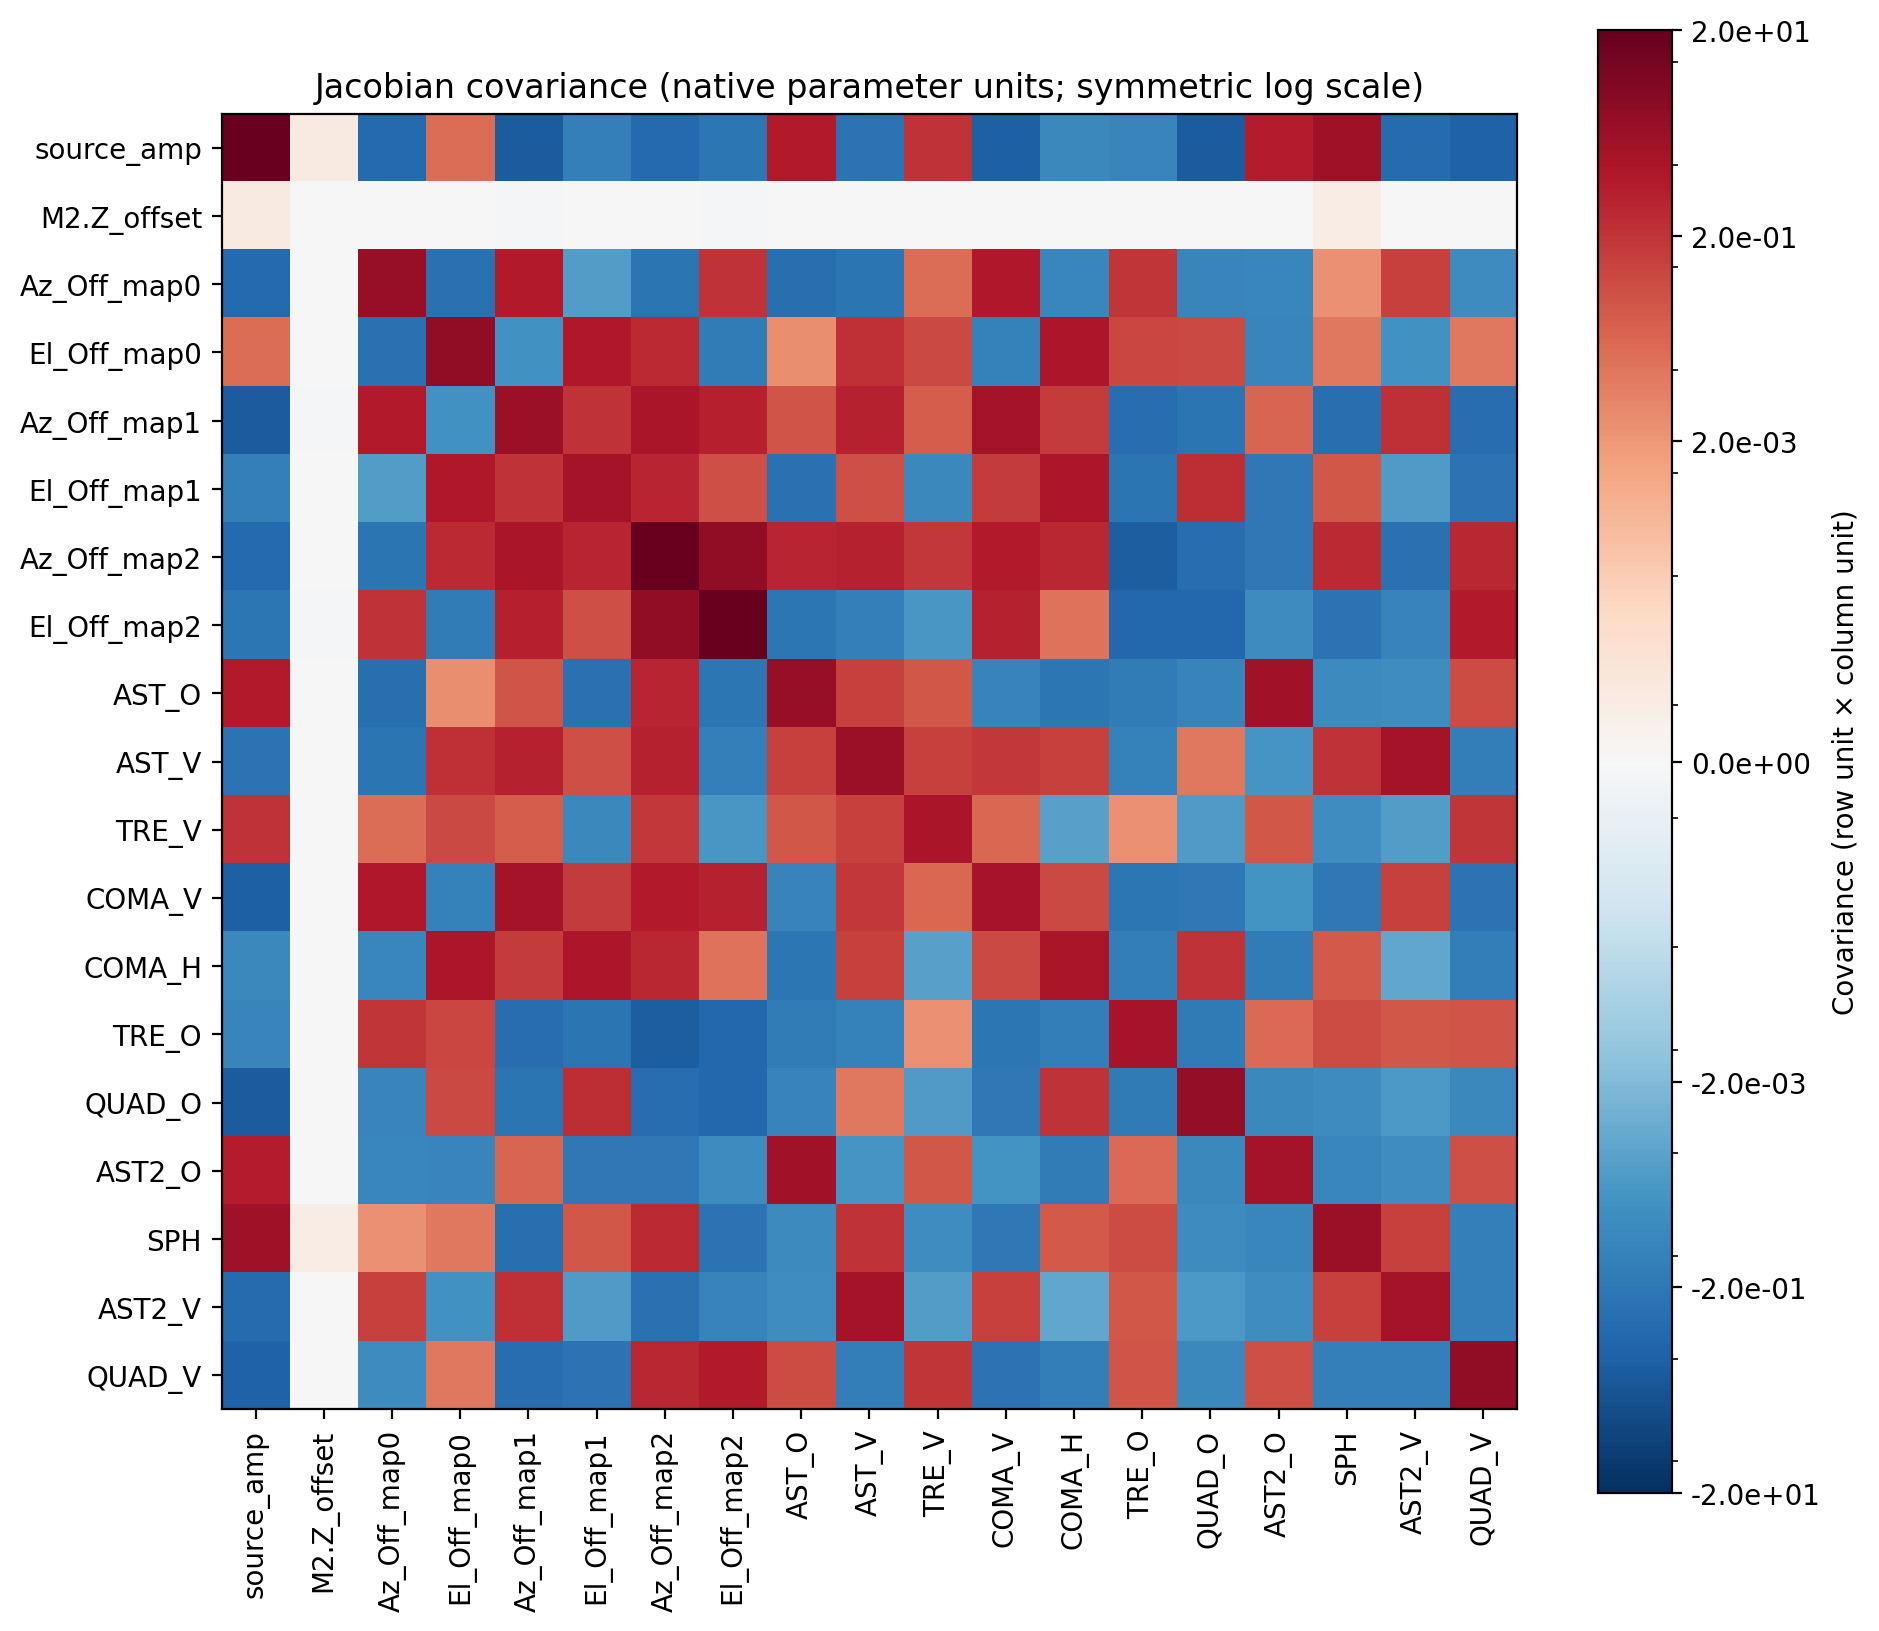 Jacobian covariance (native parameter units; symmetric log scale)
source_amp
M2.Z_offset
Az_Off_map0
El_Off_map0
Az_Off_map1
El_Off_map1
Az_Off_map2
El_Off_map2
AST_O
AST_V
TRE_V
COMA_V
COMA_H
TRE_O
QUAD_O
AST2_O
SPH
AST2_V
QUAD_V
source_amp
M2.Z_offset
Az_Off_map0
El_Off_map0
Az_Off_map1
El_Off_map1
Az_Off_map2
El_Off_map2
AST_O
AST_V
TRE_V
COMA_V
COMA_H
TRE_O
QUAD_O
AST2_O
SPH
AST2_V
QUAD_V
2.0e+01
2.0e-01
2.0e-03
0.0e+00
-2.0e-03
-2.0e-01
-2.0e+01
Covariance (row unit × column unit)